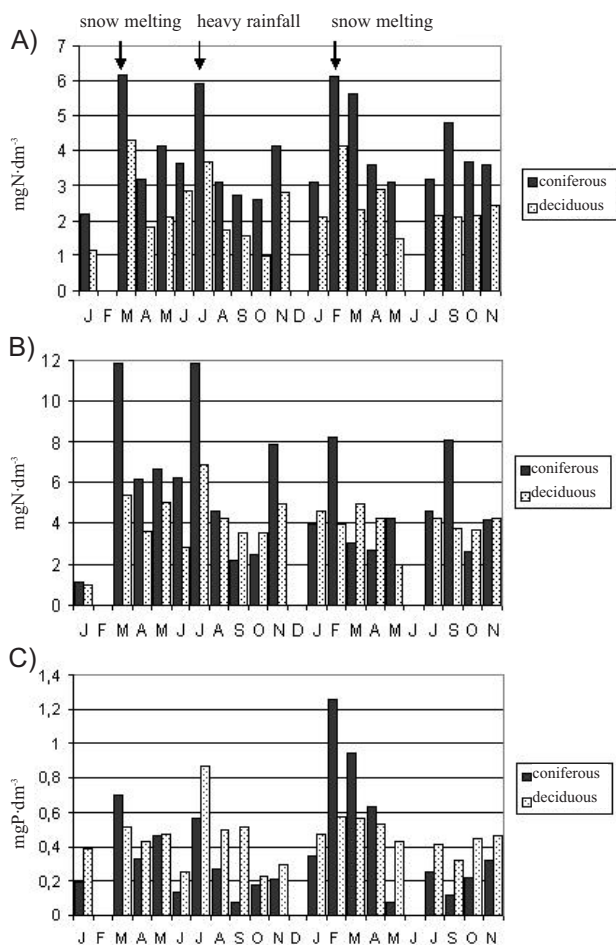 snow melting heavy rainfall snow melting
A)
7
6
5
4
3
2
1
0
mgN·dm⁻³
J F M A M J J A S O N D J F M A M J J S O N
coniferous
deciduous
B)
12
10
8
6
4
2
0
mgN·dm⁻³
J F M A M J J A S O N D J F M A M J J S O N
coniferous
deciduous
C)
1,4
1,2
1
0,8
0,6
0,4
0,2
0
mgP·dm⁻³
J F M A M J J A S O N D J F M A M J J S O N
coniferous
deciduous